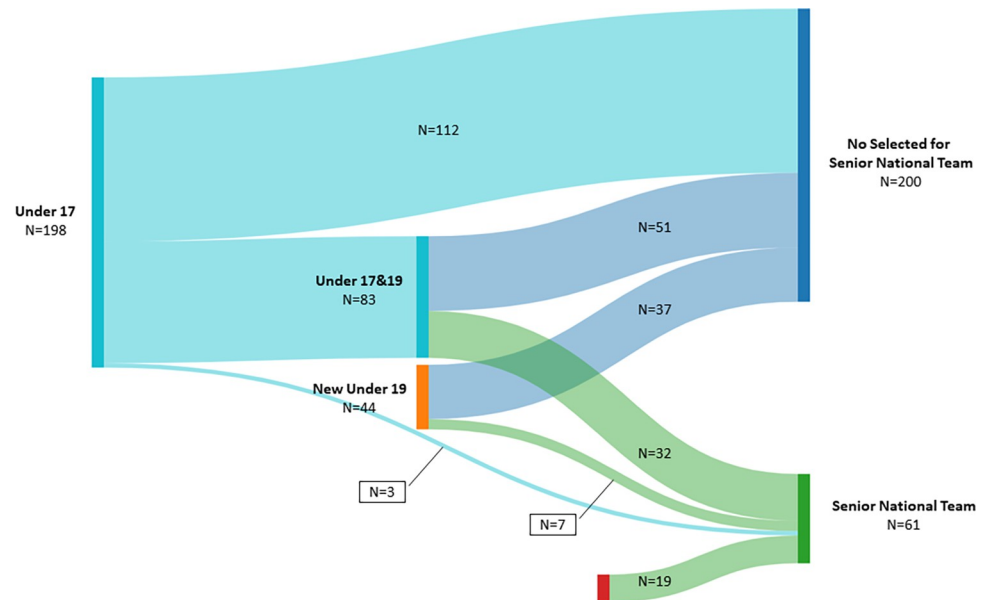 N=112
No Selected for
Senior National Team
N=200
Under 17
N=198
N=51
Under 17&19
N=83
N=37
New Under 19
N=44
N=32
N=3
N=7
Senior National Team
N=61
N=19